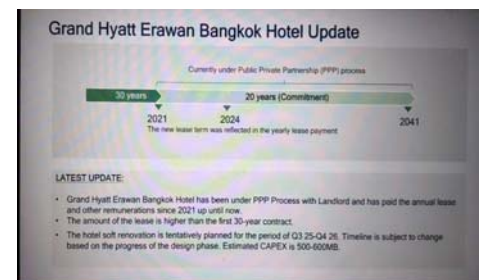 Grand Hyatt Erawan Bangkok Hotel Update
Currently under Public Private Partnership (PPP) process
30 years
20 years (Commitment)
2021
2024
2041
The new lease term was reflected in the yearly lease payment
LATEST UPDATE:
• Grand Hyatt Erawan Bangkok Hotel has been under PPP Process with Landlord and has paid the annual lease
and other remunerations since 2021 up until now.
• The amount of the lease is higher than the first 30-year contract.
• The hotel soft renovation is tentatively planned for the period of Q3 25-Q4 26. Timeline is subject to change
based on the progress of the design phase. Estimated CAPEX is 500-600MB.